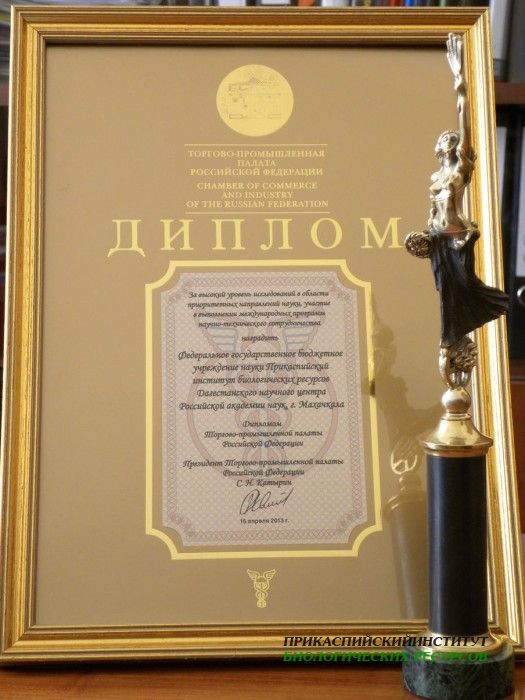 ТОРГОВО-ПРОМЫШЛЕННАЯ
ПАЛАТА
РОССИЙСКОЙ ФЕДЕРАЦИИ
CHAMBER OF COMMERCE
AND INDUSTRY
OF THE RUSSIAN FEDERATION
ДИПЛОМ
За высокий уровень исследований в области
приоритетных направлений науки, участие
в выполнении международных программ
научно-технического сотрудничества
наградить
Федеральное государственное бюджетное
учреждение науки Прикаспийский
институт биологических ресурсов
Дагестанского научного центра
Российской академии наук, г. Махачкала
Дипломом
Торгово-промышленной палаты
Российской Федерации
Президент Торгово-промышленной палаты
Российской Федерации
С. Н. Катырин
15 апреля 2013 г.
ПРИКАСПИЙСКИЙИНСТИТУТ
БИОЛОГИЧЕСКИХ РЕСУРСОВ